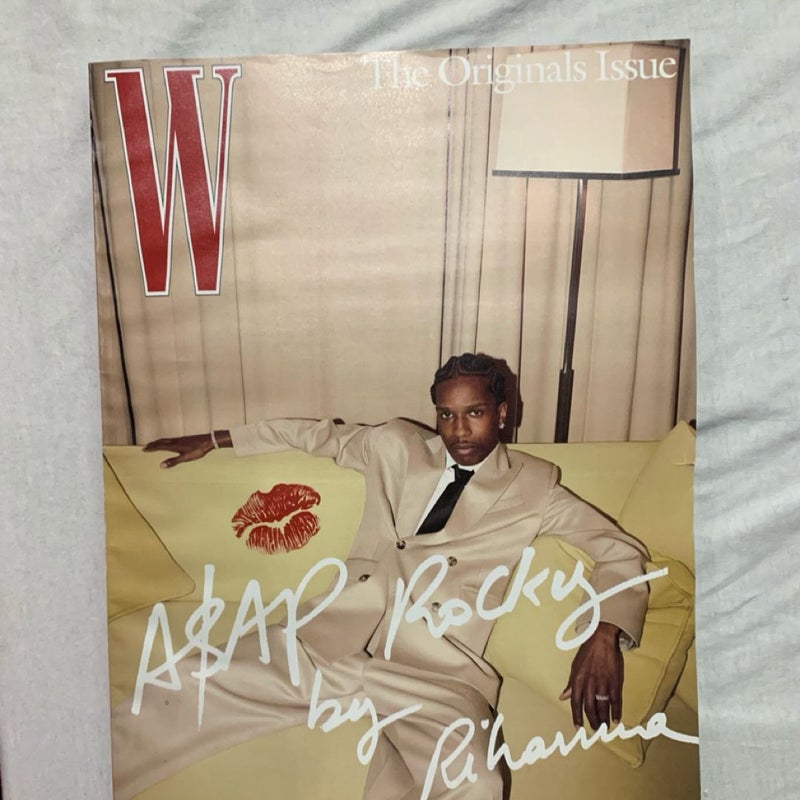 W
The Originals Issue
A$AP Rocky
by
Rihanna